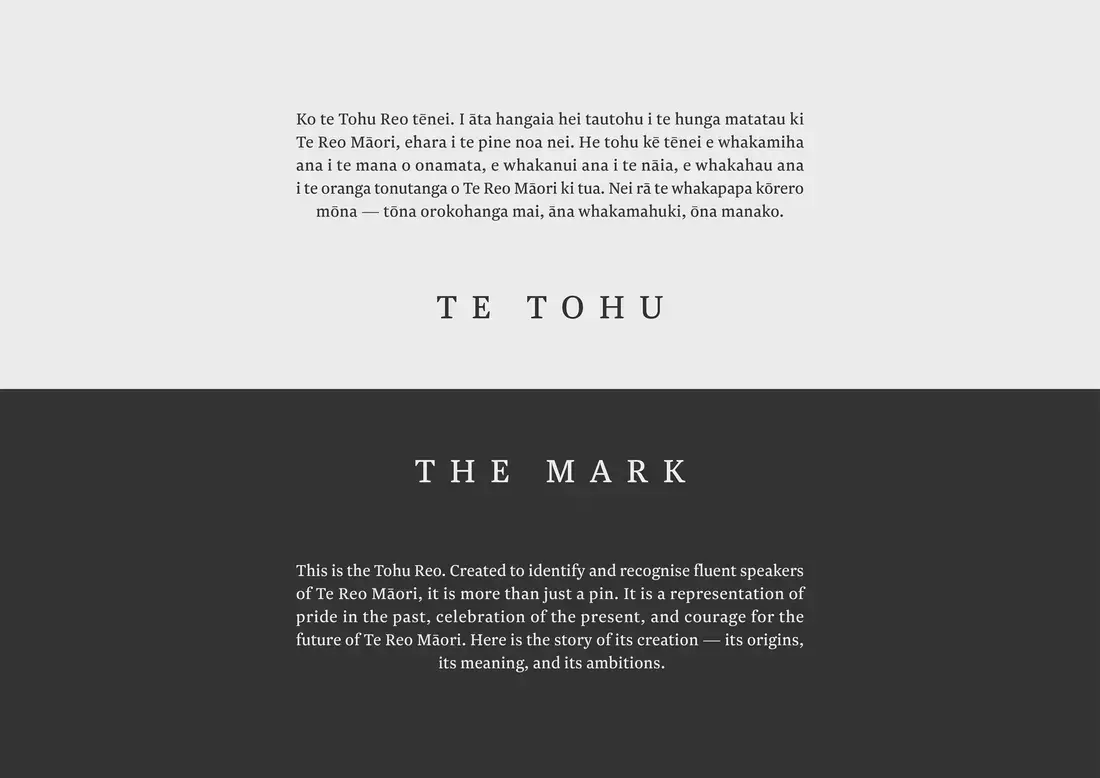 Ko te Tohu Reo tēnei. I āta hangaia hei tautohu i te hunga matatau ki
Te Reo Māori, ehara i te pine noa nei. He tohu kē tēnei e whakamiha
ana i te mana o onamata, e whakanui ana i te nāia, e whakahau ana
i te oranga tonutanga o Te Reo Māori ki tua. Nei rā te whakapapa kōrero
mōna — tōna orokohanga mai, āna whakamahuki, ōna manako.
TE TOHU
THE MARK
This is the Tohu Reo. Created to identify and recognise fluent speakers
of Te Reo Māori, it is more than just a pin. It is a representation of
pride in the past, celebration of the present, and courage for the
future of Te Reo Māori. Here is the story of its creation — its origins,
its meaning, and its ambitions.